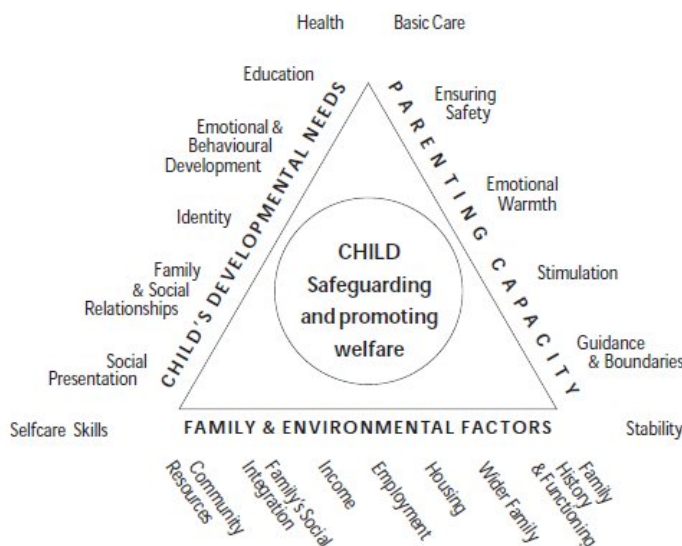 Health
Basic Care
Education
Ensuring
Safety
Emotional &
Behavioural
Development
Emotional
Warmth
Identity
Family
& Social
Relationships
Stimulation
Social
Presentation
Guidance
& Boundaries
Selfcare Skills
Stability
CHILD'S DEVELOPMENTAL NEEDS
PARENTING CAPACITY
CHILD
Safeguarding
and promoting
welfare
FAMILY & ENVIRONMENTAL FACTORS
Community
Resources
Family's Social
Integration
Income
Employment
Housing
Wider Family
Family
History
& Functioning